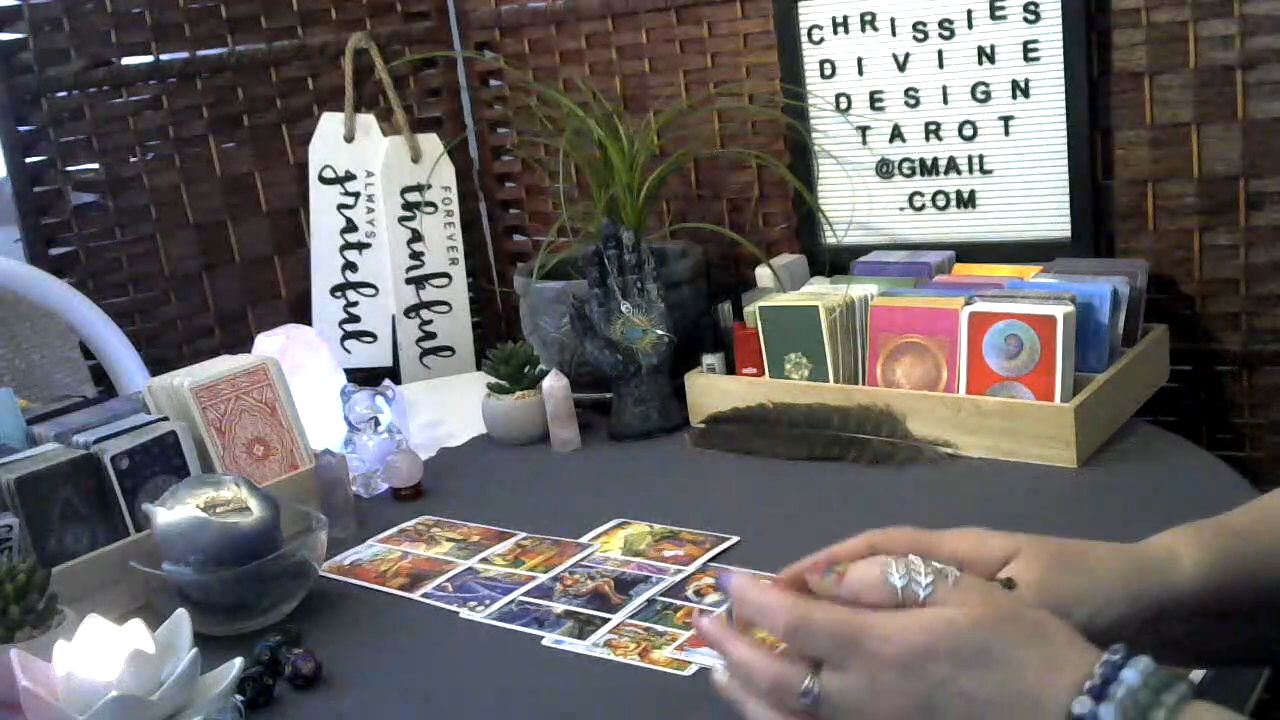 ALWAYS
grateful
FOREVER
thankful
CHRISSIES
DIVINE
DESIGN
TAROT
@GMAIL
.COM